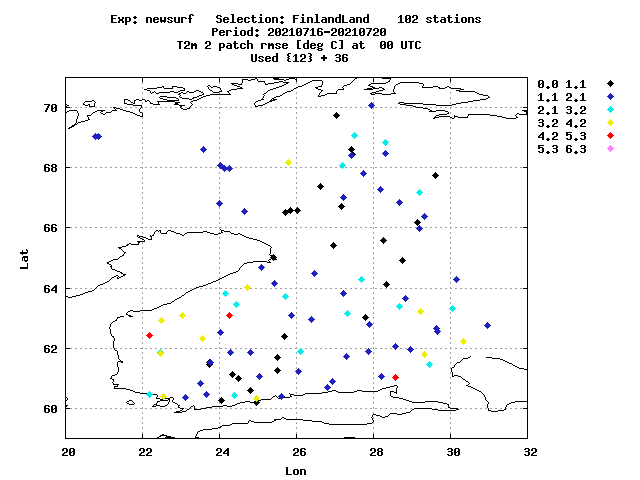 Exp: newsurf   Selection: FinlandLand    102 stations
Period: 20210716-20210720
T2m 2 patch rmse [deg C] at  00 UTC
Used {12} + 36
0.0 1.1
1.1 2.1
2.1 3.2
3.2 4.2
4.2 5.3
5.3 6.3
70
68
66
64
62
60
Lat
20 22 24 26 28 30 32
Lon